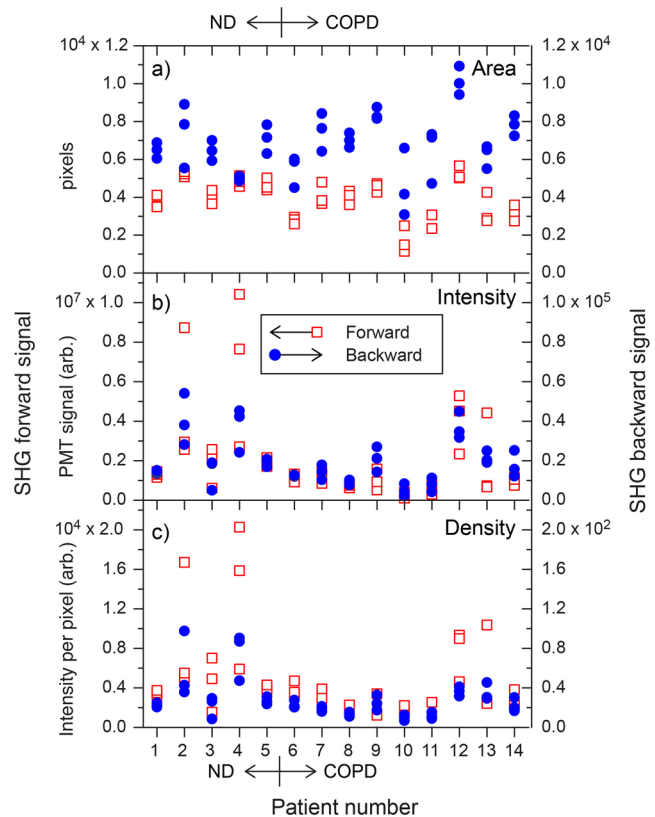 ND COPD
10⁴ x 1.2 1.2 x 10⁴
a) Area
1.0 1.0
0.8 0.8
pixels
0.6 0.6
0.4 0.4
0.2 0.2
0.0 0.0
10⁷ x 1.0 1.0 x 10⁵
b) Intensity
0.8 0.8
Forward
Backward
PMT signal (arb.)
0.6 0.6
0.4 0.4
0.2 0.2
0.0 0.0
SHG forward signal
SHG backward signal
10⁴ x 2.0 2.0 x 10²
c) Density
1.6 1.6
Intensity per pixel (arb.)
1.2 1.2
0.8 0.8
0.4 0.4
0.0 0.0
1 2 3 4 5 6 7 8 9 10 11 12 13 14
ND COPD
Patient number